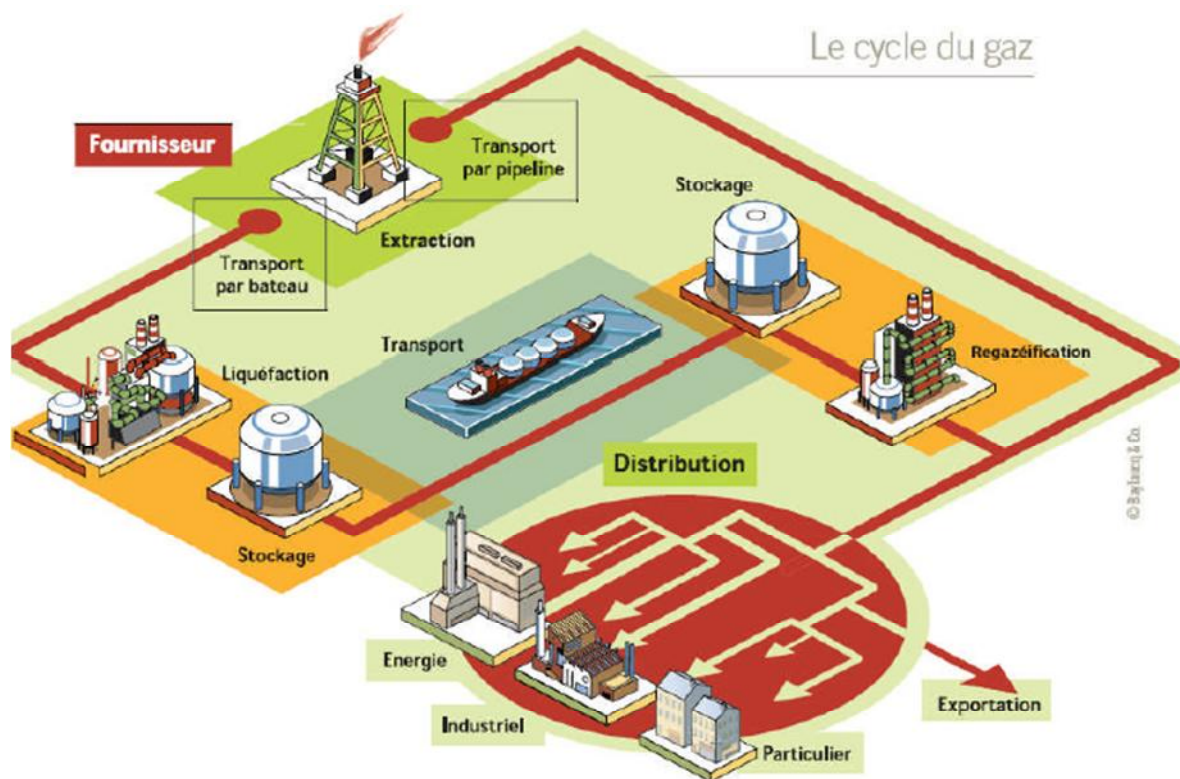 Le cycle du gaz
Fournisseur
Transport
par pipeline
Stockage
Extraction
Transport
par bateau
Transport
Regazéification
Liquéfaction
Distribution
Stockage
Energie
Industriel
Particulier
Exportation